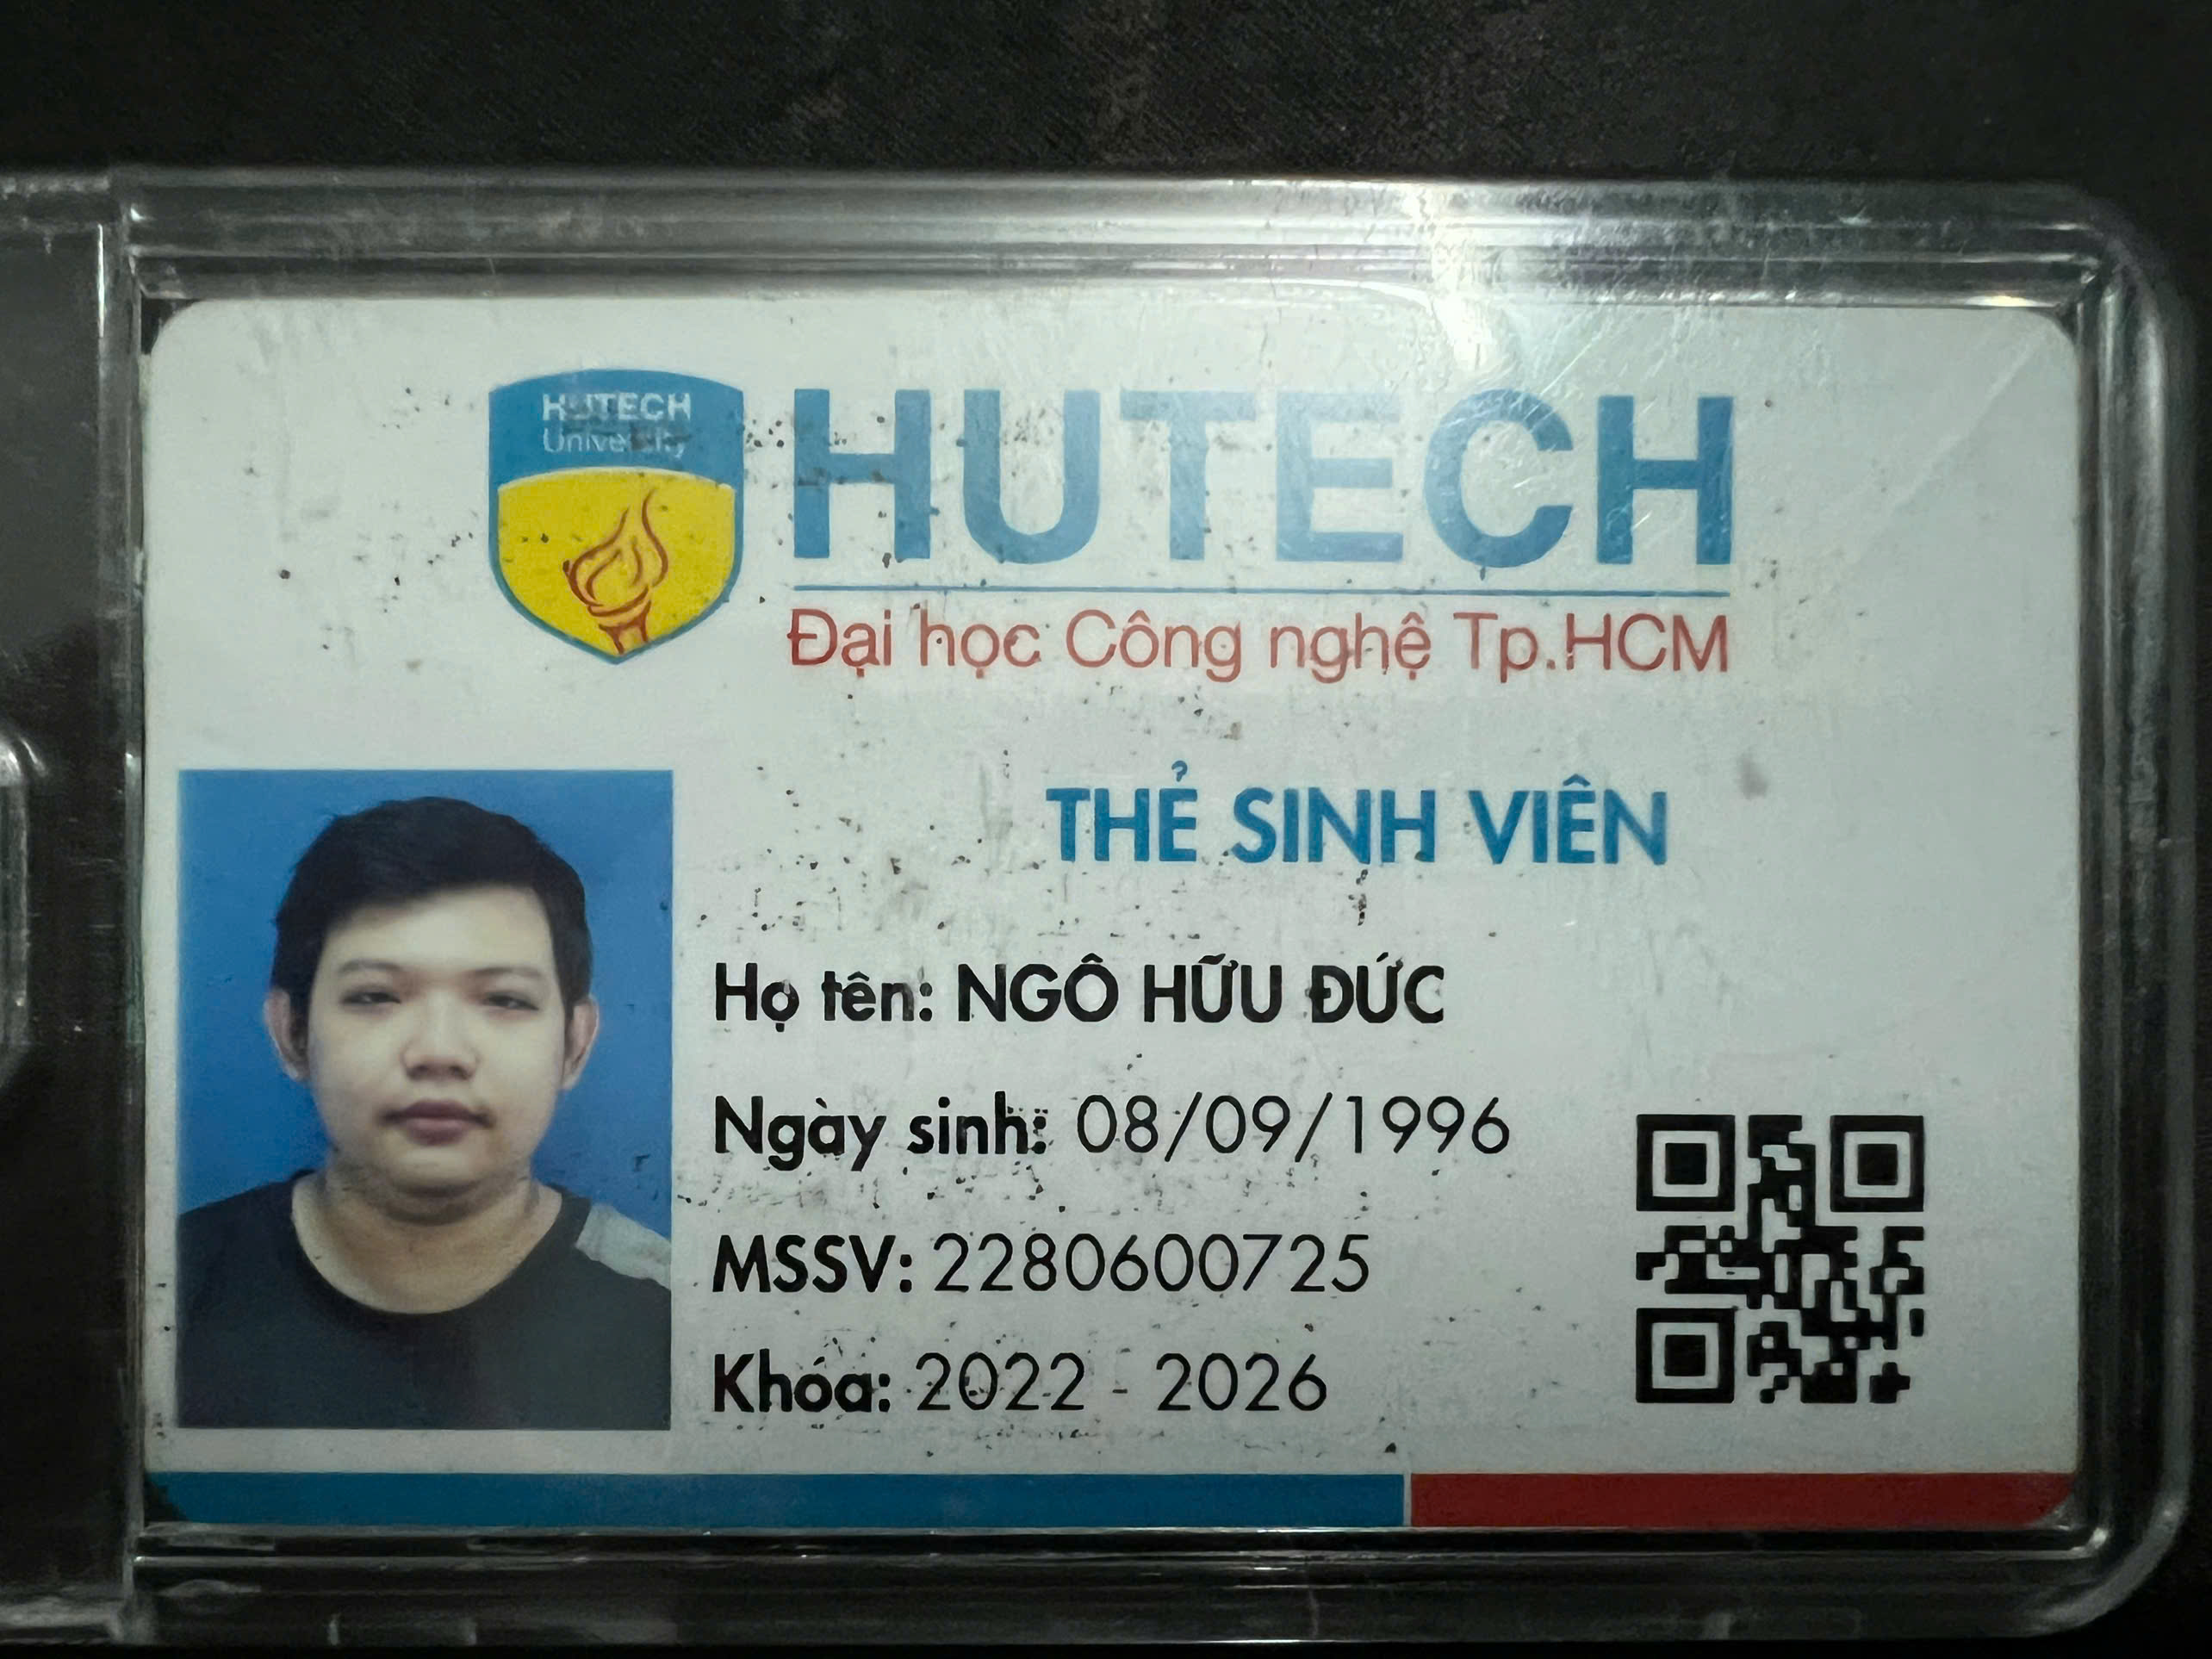 HUTECH
University
HUTECH
Đại học Công nghệ Tp.HCM
THẺ SINH VIÊN
Họ tên: NGÔ HỮU ĐỨC
Ngày sinh: 08/09/1996
MSSV: 2280600725
Khóa: 2022 - 2026